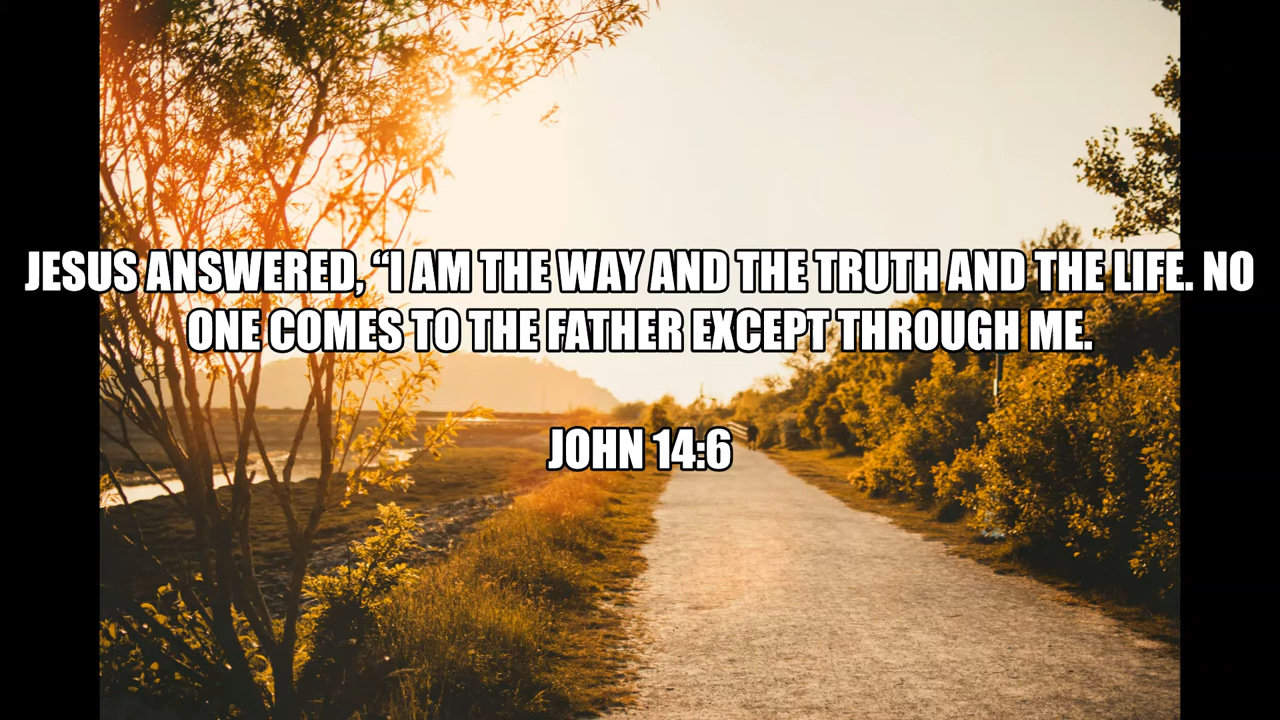 JESUS ANSWERED, “I AM THE WAY AND THE TRUTH AND THE LIFE. NO
ONE COMES TO THE FATHER EXCEPT THROUGH ME.
JOHN 14:6